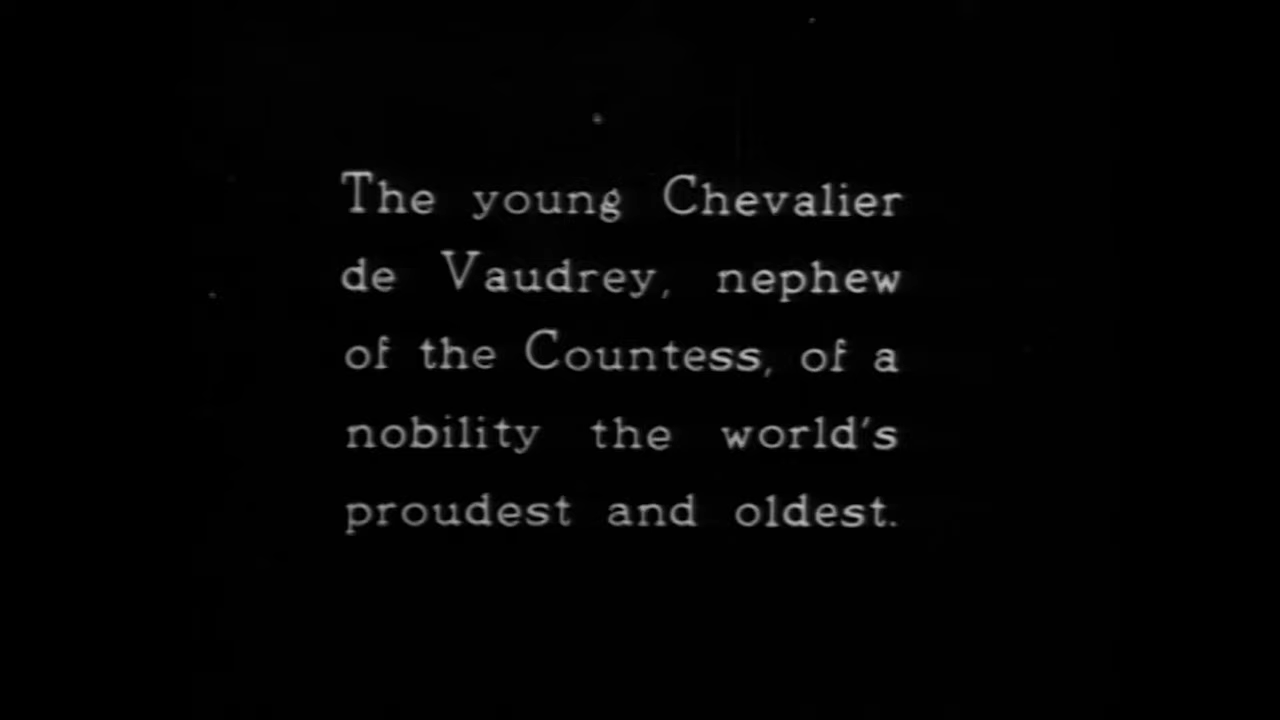 The young Chevalier
de Vaudrey, nephew
of the Countess, of a
nobility the world's
proudest and oldest.